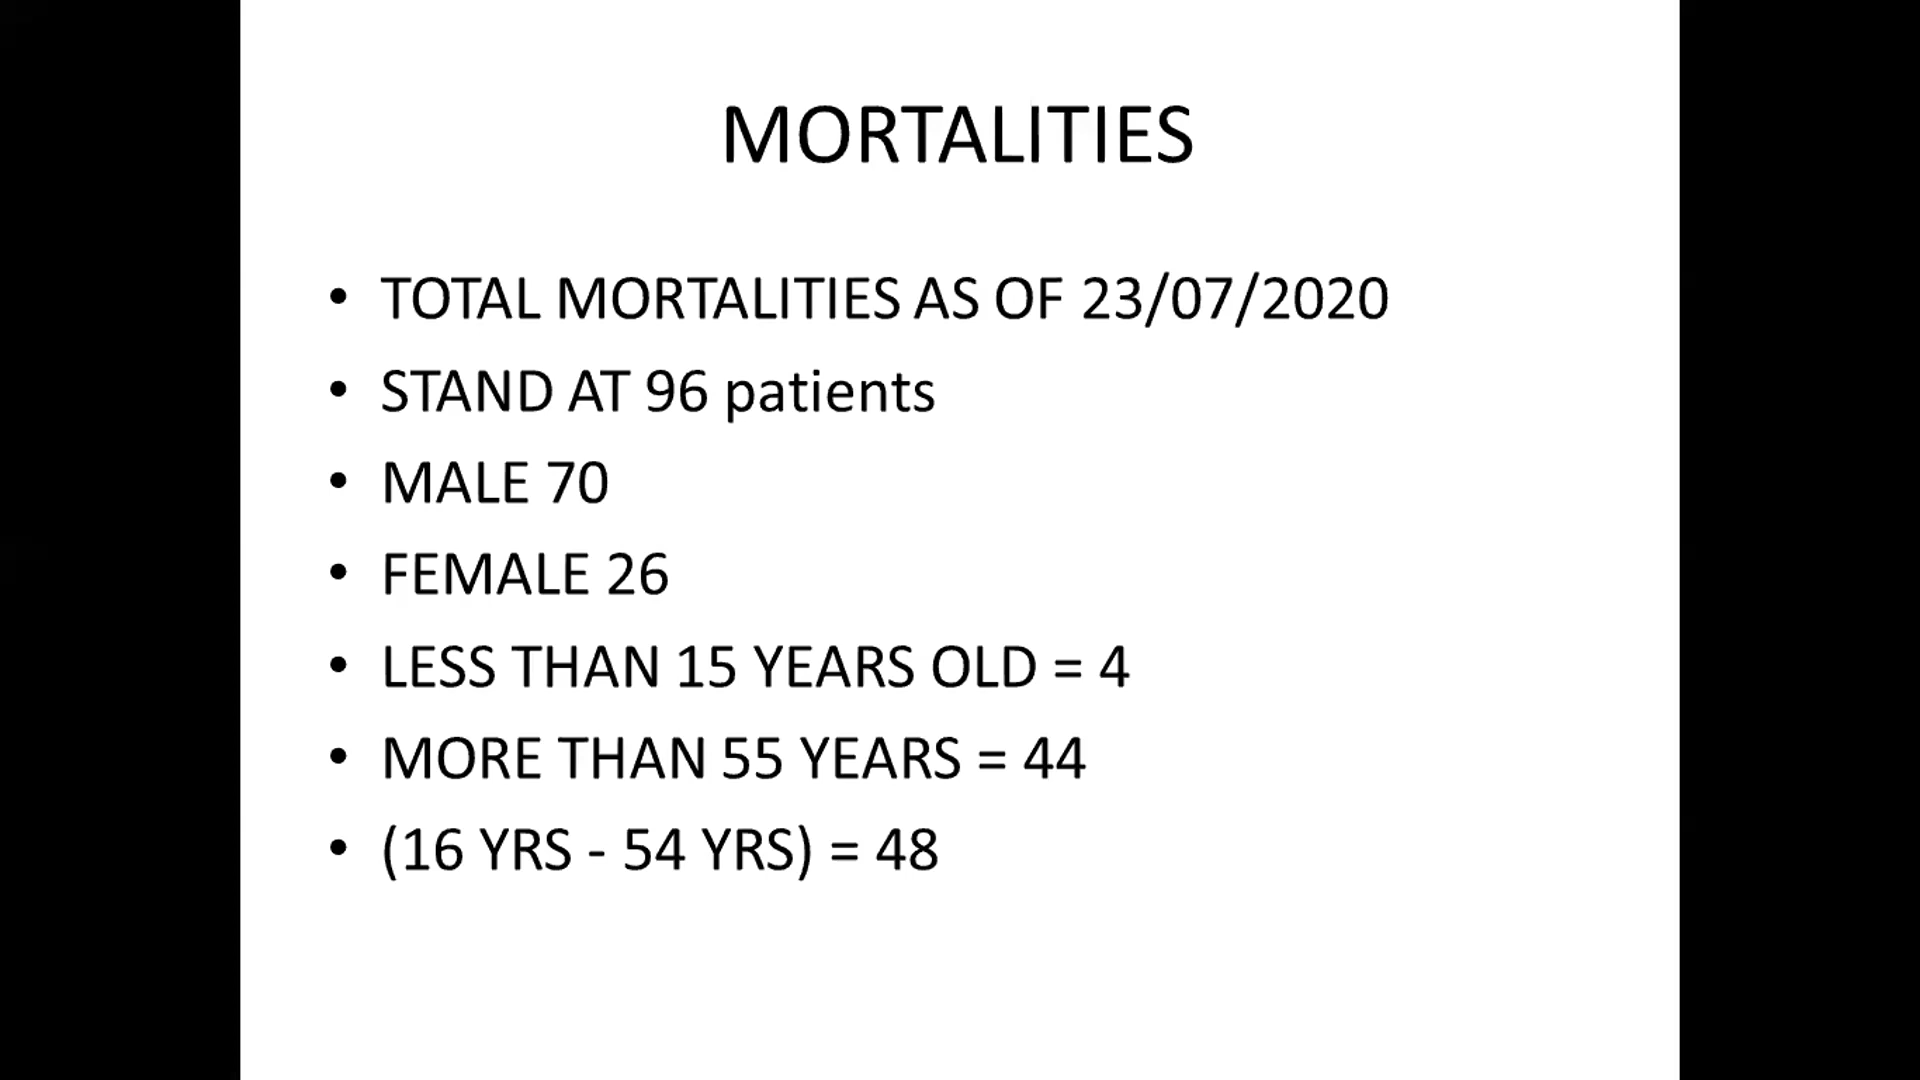 MORTALITIES
• TOTAL MORTALITIES AS OF 23/07/2020
• STAND AT 96 patients
• MALE 70
• FEMALE 26
• LESS THAN 15 YEARS OLD = 4
• MORE THAN 55 YEARS = 44
• (16 YRS - 54 YRS) = 48